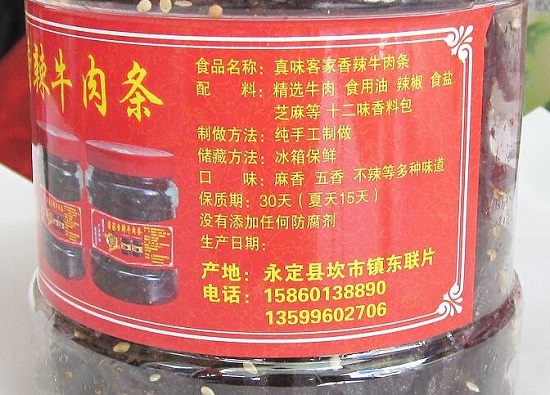 辣牛肉条
食品名称：真味客家香辣牛肉条
配　料：精选牛肉 食用油 辣椒 食盐
芝麻等 十二味香料包
制做方法：纯手工制做
储藏方法：冰箱保鲜
口　味：麻香 五香 不辣等多种味道
保质期：30天（夏天15天）
没有添加任何防腐剂
生产日期：
产地：永定县坎市镇东联片
电话：15860138890
13599602706